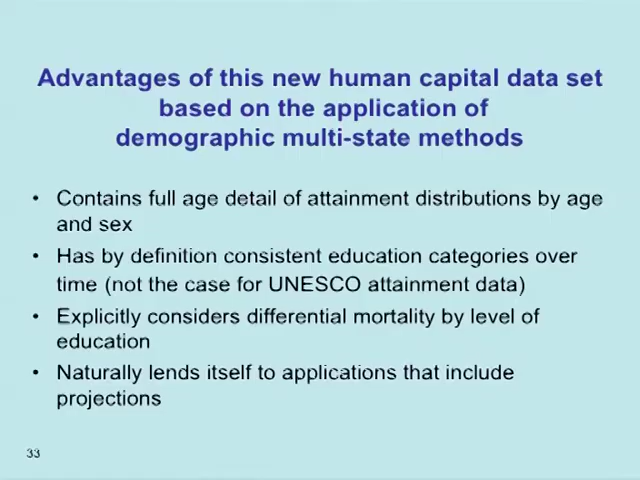 Advantages of this new human capital data set
based on the application of
demographic multi-state methods
• Contains full age detail of attainment distributions by age
and sex
• Has by definition consistent education categories over
time (not the case for UNESCO attainment data)
• Explicitly considers differential mortality by level of
education
• Naturally lends itself to applications that include
projections
33